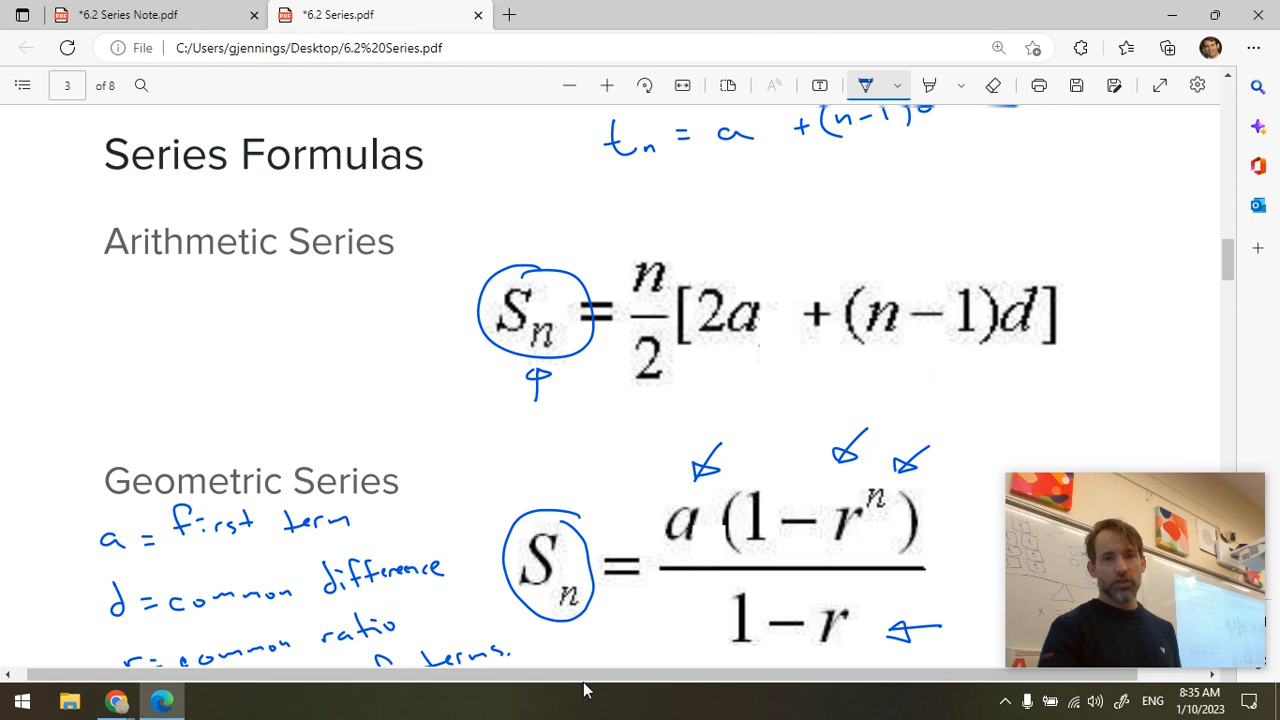 *6.2 Series Note.pdf
*6.2 Series.pdf
File C:/Users/gjennings/Desktop/6.2%20Series.pdf
3 of 8
Series Formulas
tn = a +(n-1)
Arithmetic Series
Sn = n/2 [2a + (n-1)d]
Geometric Series
a = first term
Sn = a (1-r^n) / 1-r
d = common difference
r = common ratio
n terms.
ENG
8:35 AM
1/10/2023